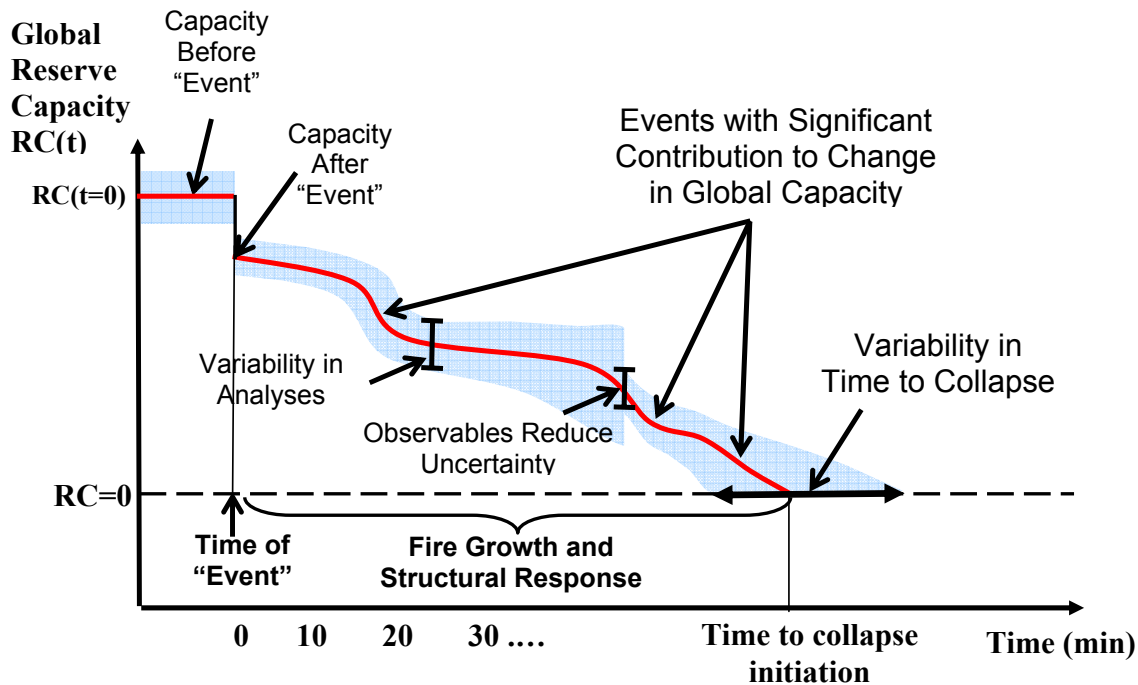 Global
Reserve
Capacity
RC(t)
Capacity
Before
“Event”
Capacity
After
“Event”
Events with Significant
Contribution to Change
in Global Capacity
RC(t=0)
Variability in
Analyses
Variability in
Time to Collapse
Observables Reduce
Uncertainty
RC=0
Time of
“Event”
Fire Growth and
Structural Response
0 10 20 30 ....
Time to collapse
initiation
Time (min)